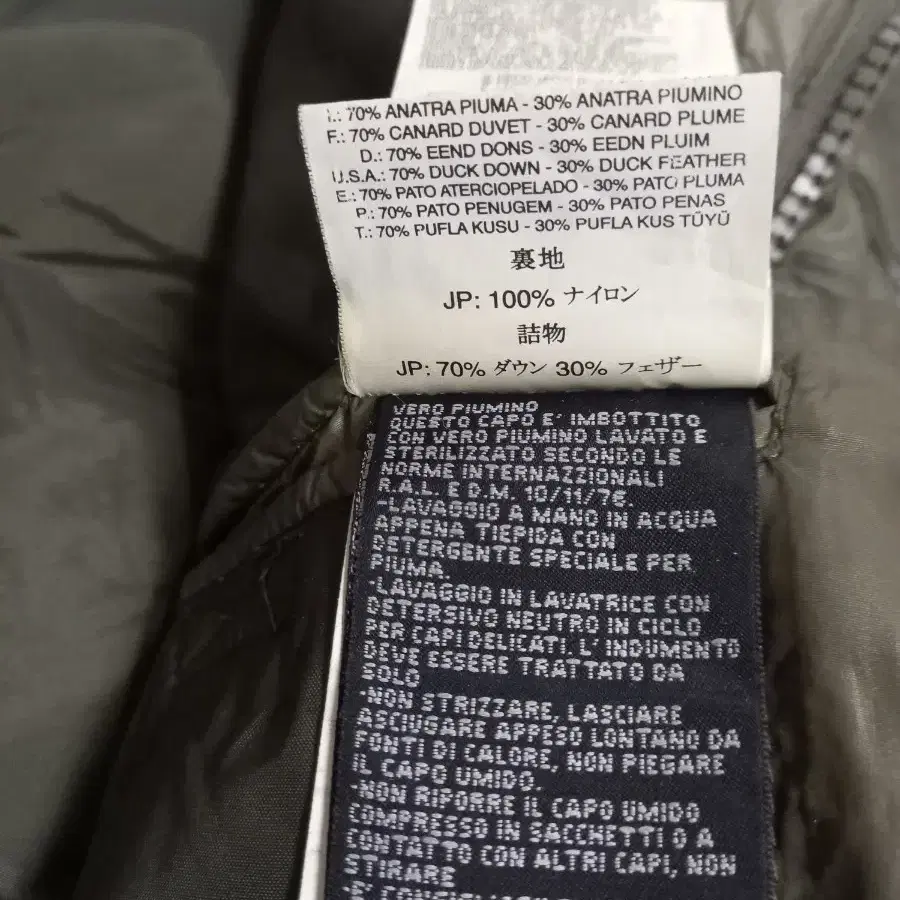 I.: 70% ANATRA PIUMA - 30% ANATRA PIUMINO
F.: 70% CANARD DUVET - 30% CANARD PLUME
D.: 70% EEND DONS - 30% EEDN PLUIM
U.S.A.: 70% DUCK DOWN - 30% DUCK FEATHER
E.: 70% PATO ATERCIOPELADO - 30% PATO PLUMA
P.: 70% PATO PENUGEM - 30% PATO PENAS
T.: 70% PUFLA KUSU - 30% PUFLA KUS TÜYÜ
裏地
JP: 100% ナイロン
詰物
JP: 70% ダウン 30% フェザー
VERO PIUMINO
QUESTO CAPO E' IMBOTTITO
CON VERO PIUMINO LAVATO E
STERILIZZATO SECONDO LE
NORME INTERNAZZIONALI
R.A.L. E D.M. 10/11/76.
-LAVAGGIO A MANO IN ACQUA
APPENA TIEPIDA CON
DETERGENTE SPECIALE PER
PIUMA.
-LAVAGGIO IN LAVATRICE CON
DETERSIVO NEUTRO IN CICLO
PER CAPI DELICATI. L' INDUMENTO
DEVE ESSERE TRATTATO DA
SOLO
-NON STRIZZARE, LASCIARE
ASCIUGARE APPESO LONTANO DA
FONTI DI CALORE, NON PIEGARE
IL CAPO UMIDO.
-NON RIPORRE IL CAPO UMIDO
COMPRESSO IN SACCHETTI O A
CONTATTO CON ALTRI CAPI, NON
STIRARE